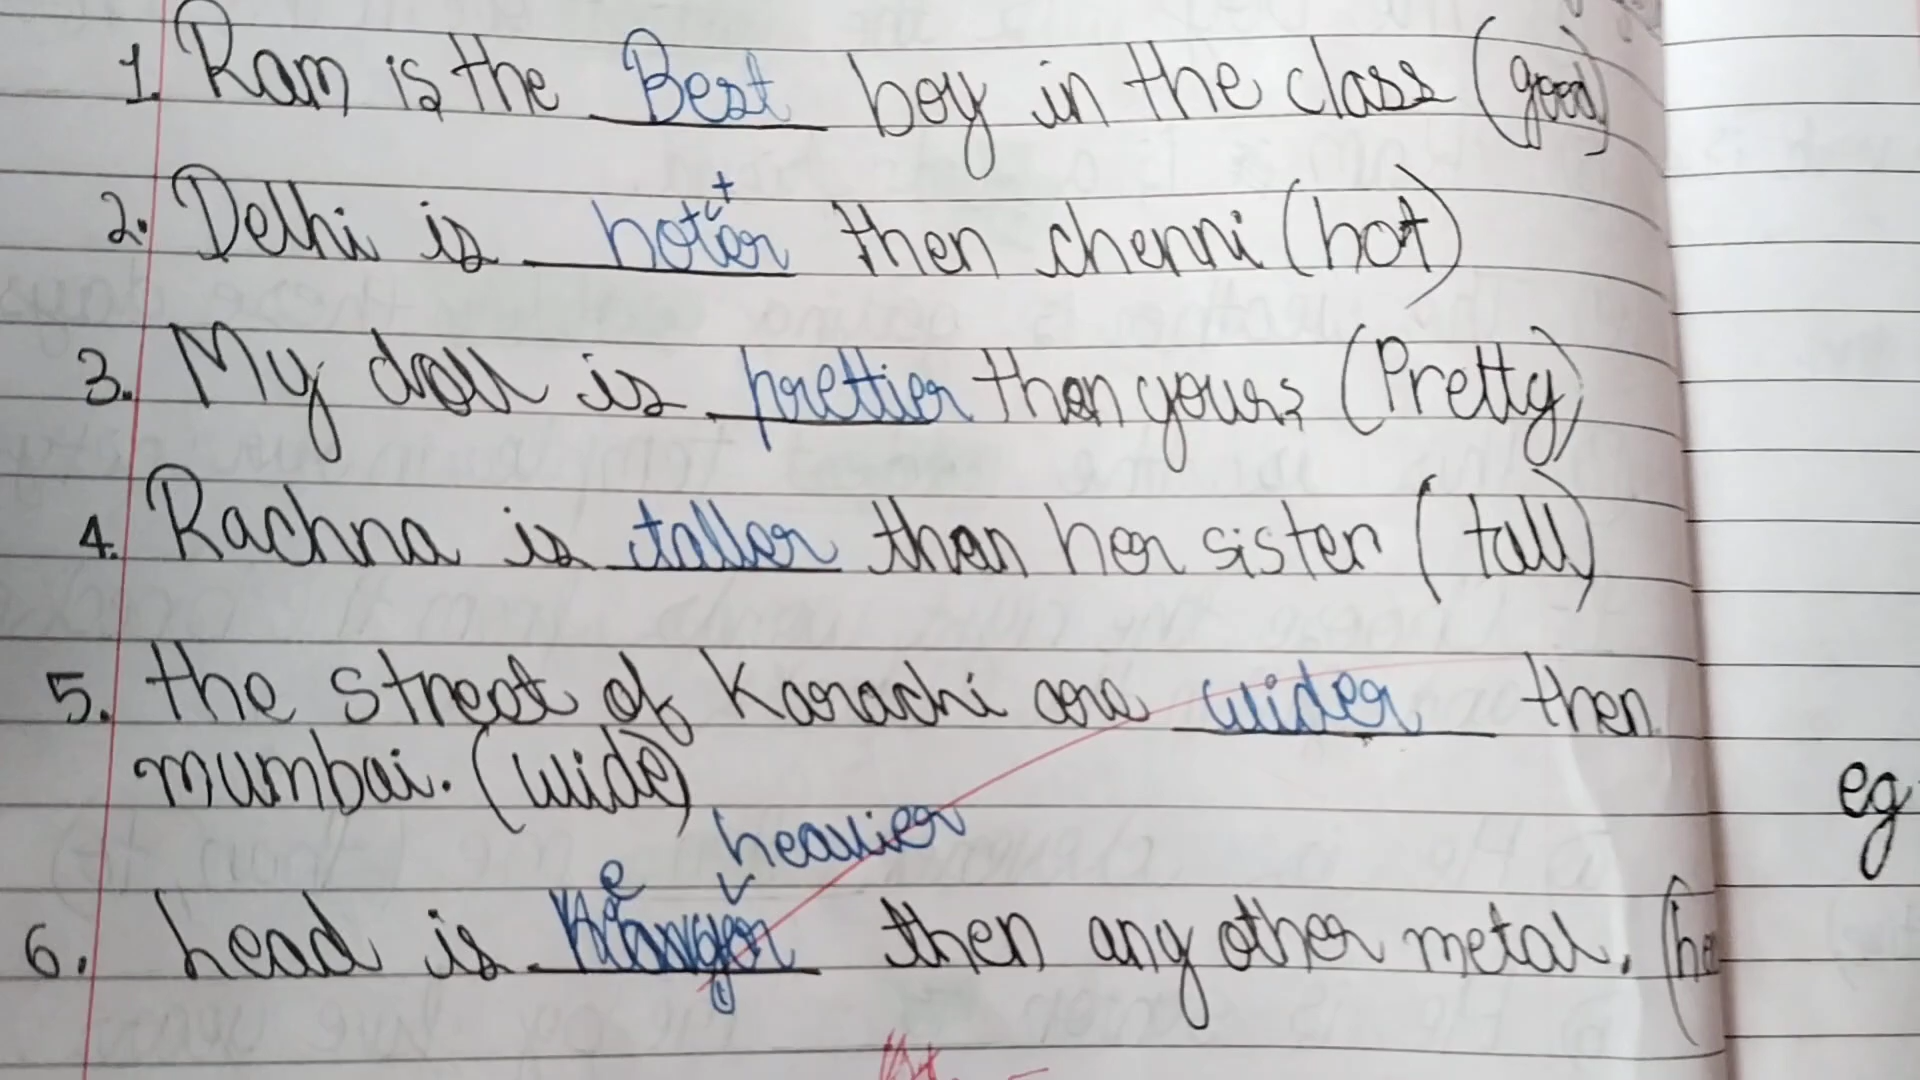 1. Ram is the Best boy in the class (good)
2. Delhi is hotter then chenni (hot)
3. My doll is prettier than yours (Pretty)
4. Rachna is taller than her sister (tall)
5. the street of Karachi are wider then
mumbai. (wide)
heavier
6. head is then any other metal. (he
eg